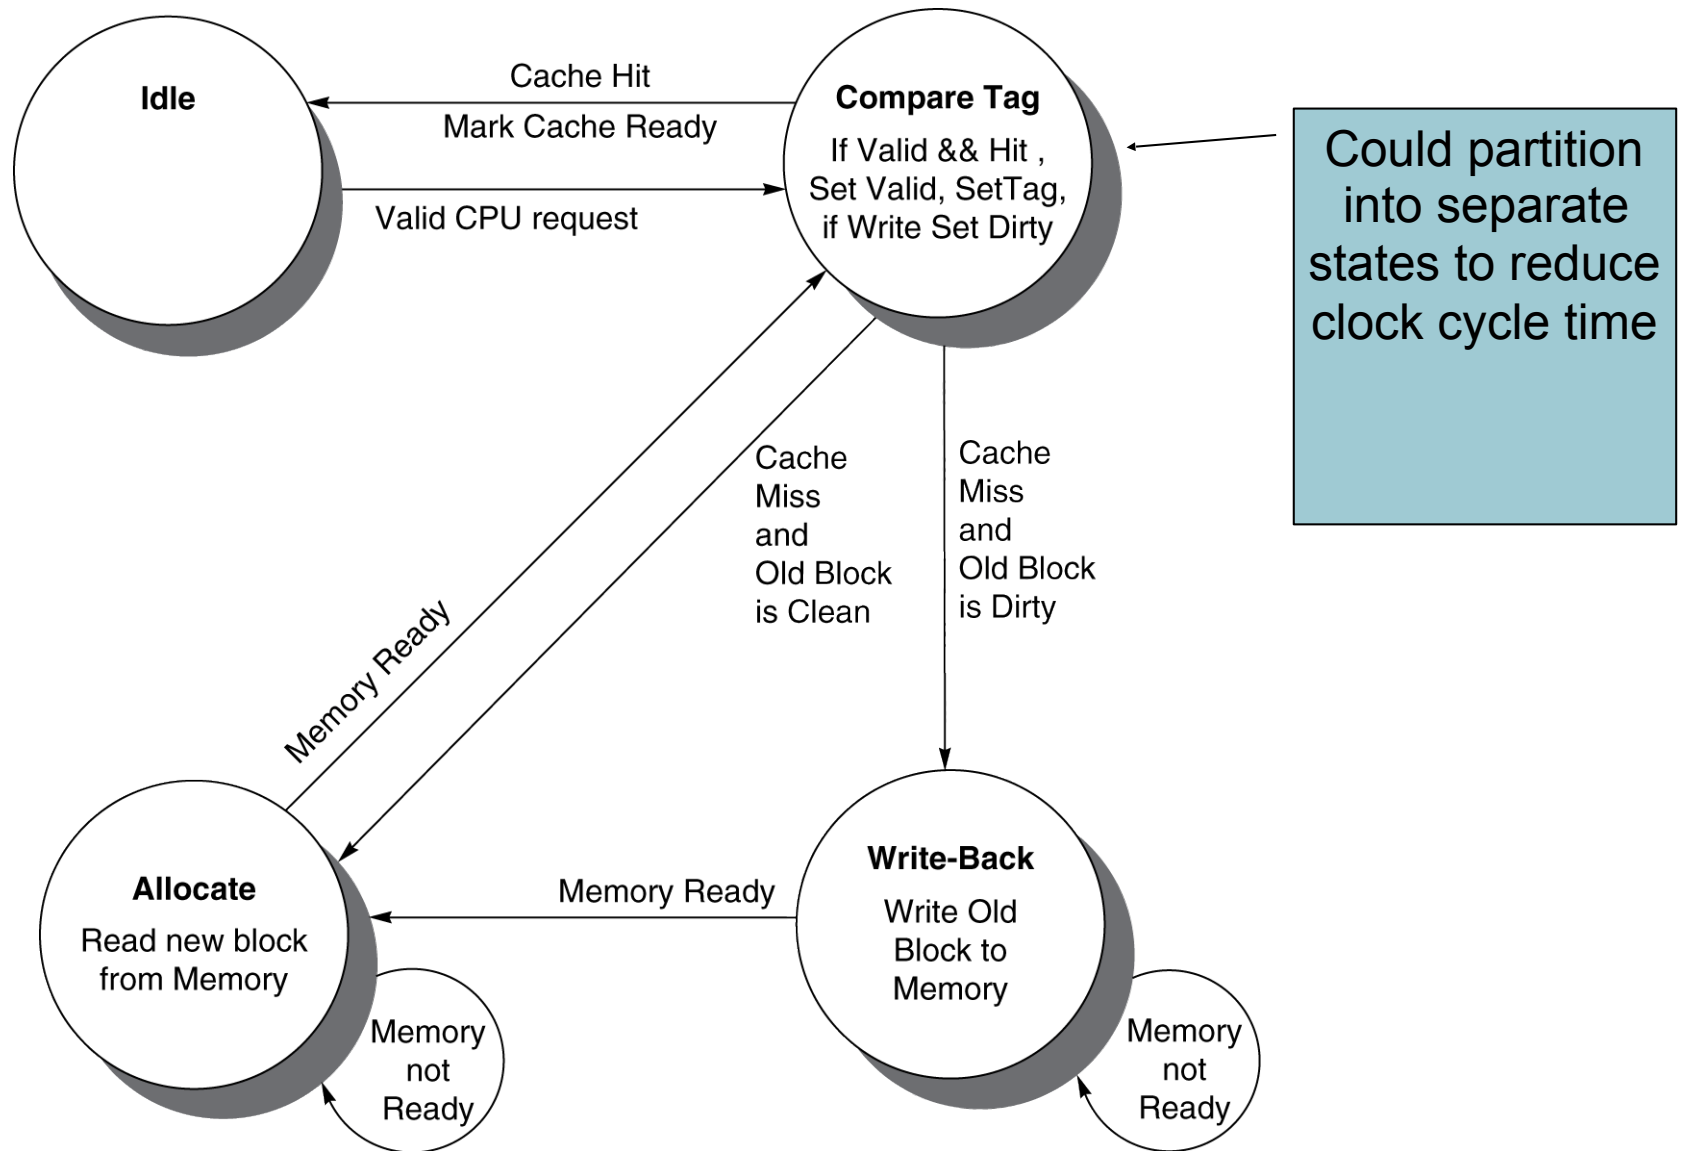 Idle
Cache Hit
Mark Cache Ready
Valid CPU request
Compare Tag
If Valid && Hit ,
Set Valid, SetTag,
if Write Set Dirty
Could partition
into separate
states to reduce
clock cycle time
Cache
Miss
and
Old Block
is Clean
Cache
Miss
and
Old Block
is Dirty
Memory Ready
Allocate
Read new block
from Memory
Memory
not
Ready
Memory Ready
Write-Back
Write Old
Block to
Memory
Memory
not
Ready